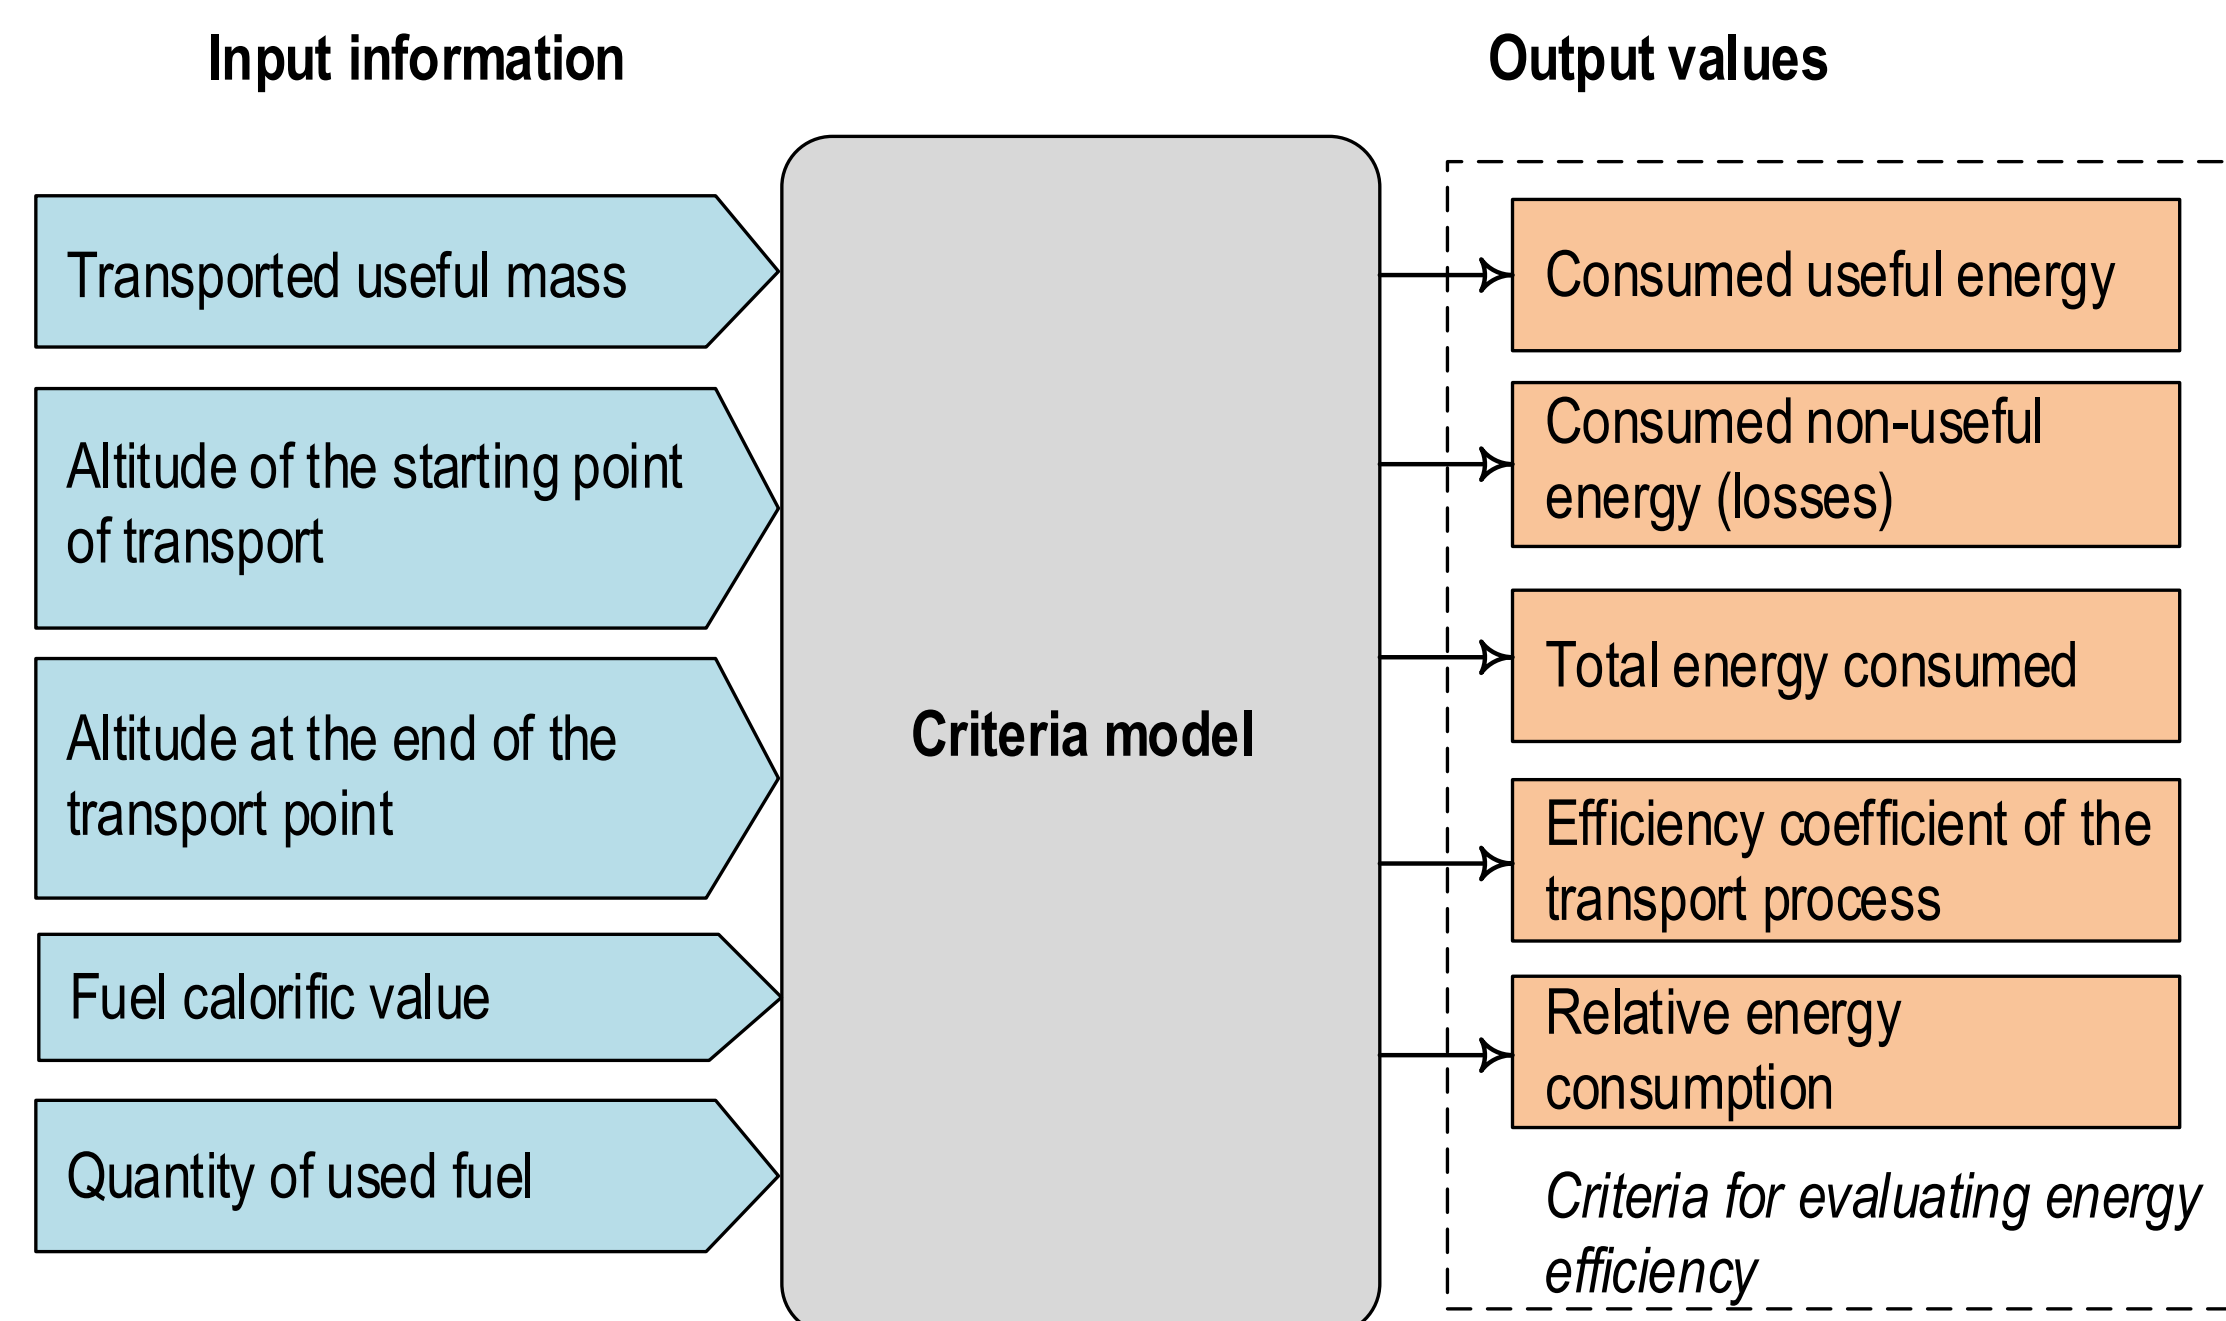 Input information
Output values
Transported useful mass
Altitude of the starting point
of transport
Altitude at the end of the
transport point
Fuel calorific value
Quantity of used fuel
Criteria model
Consumed useful energy
Consumed non-useful
energy (losses)
Total energy consumed
Efficiency coefficient of the
transport process
Relative energy
consumption
Criteria for evaluating energy
efficiency